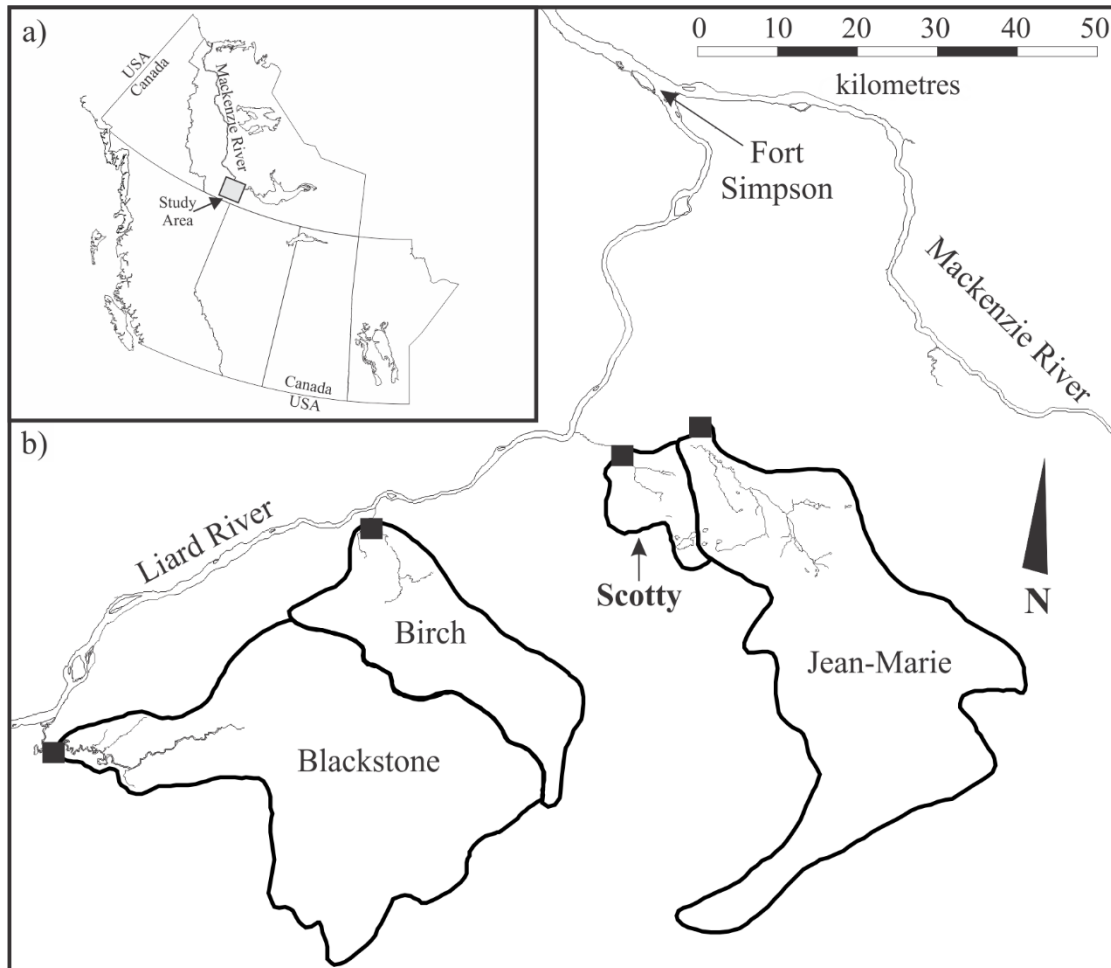 a)
USA
Canada
Mackenzie River
Study
Area
Canada
USA
0 10 20 30 40 50
kilometres
Fort
Simpson
Mackenzie River
b)
Liard River
Scotty
N
Birch
Jean-Marie
Blackstone